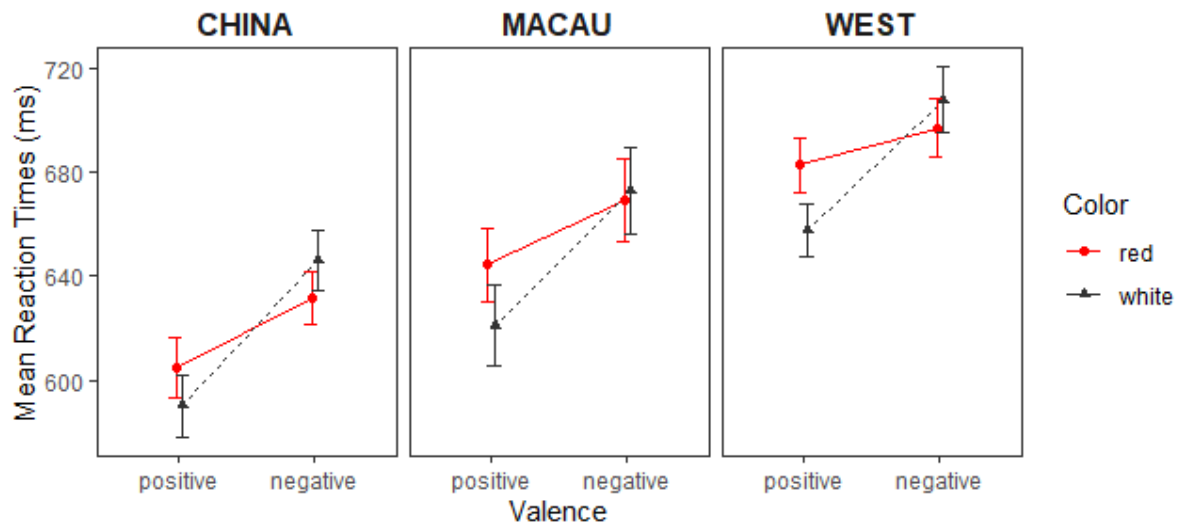 CHINA MACAU WEST
Mean Reaction Times (ms)
720
680
640
600
positive negative positive negative positive negative
Valence
Color
red
white